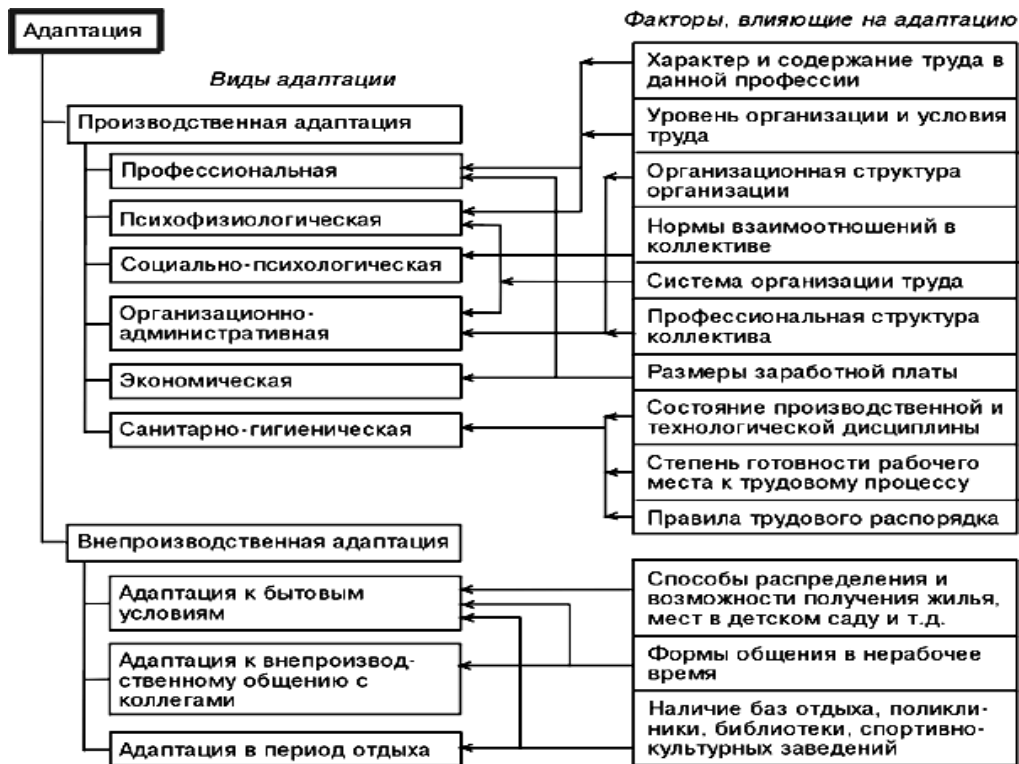 Адаптация
Факторы, влияющие на адаптацию
Виды адаптации
Производственная адаптация
Профессиональная
Психофизиологическая
Социально-психологическая
Организационно-
административная
Экономическая
Санитарно-гигиеническая
Внепроизводственная адаптация
Адаптация к бытовым
условиям
Адаптация к внепроизвод-
ственному общению с
коллегами
Адаптация в период отдыха
Характер и содержание труда в
данной профессии
Уровень организации и условия
труда
Организационная структура
организации
Нормы взаимоотношений в
коллективе
Система организации труда
Профессиональная структура
коллектива
Размеры заработной платы
Состояние производственной и
технологической дисциплины
Степень готовности рабочего
места к трудовому процессу
Правила трудового распорядка
Способы распределения и
возможности получения жилья,
мест в детском саду и т.д.
Формы общения в нерабочее
время
Наличие баз отдыха, поликли-
ники, библиотеки, спортивно-
культурных заведений